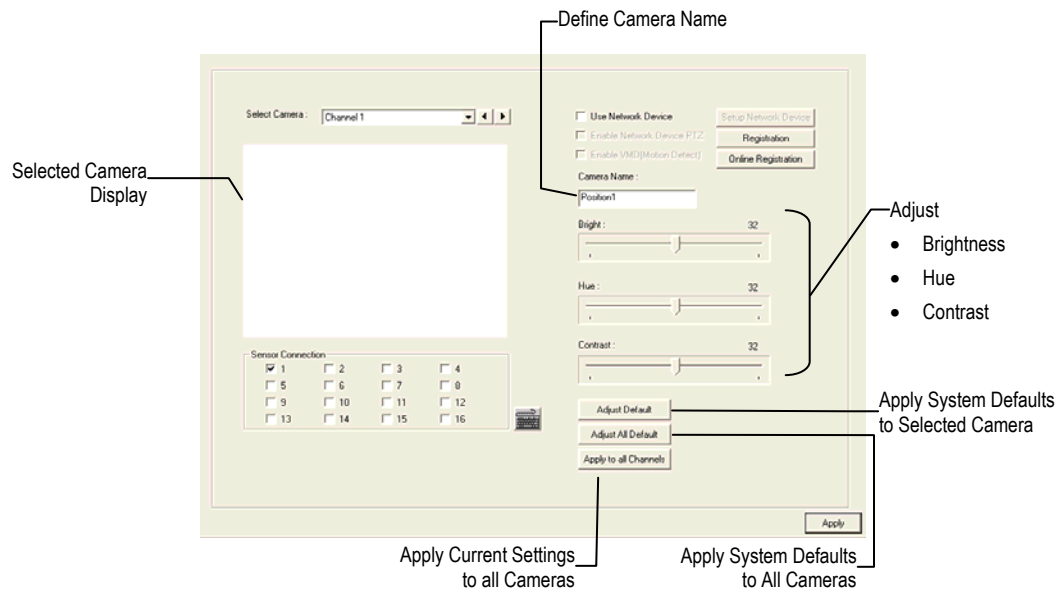 Define Camera Name
Select Camera :
Channel 1
Use Network Device
Setup Network Device
Enable Network Device PTZ
Registration
Enable VMD(Motion Detect)
Online Registration
Selected Camera
Display
Camera Name :
Position1
Bright :
32
Hue :
32
Contrast :
32
Adjust
• Brightness
• Hue
• Contrast
Sensor Connection
1 2 3 4
5 6 7 8
9 10 11 12
13 14 15 16
Adjust Default
Adjust All Default
Apply to all Channels
Apply System Defaults
to Selected Camera
Apply
Apply Current Settings
to all Cameras
Apply System Defaults
to All Cameras